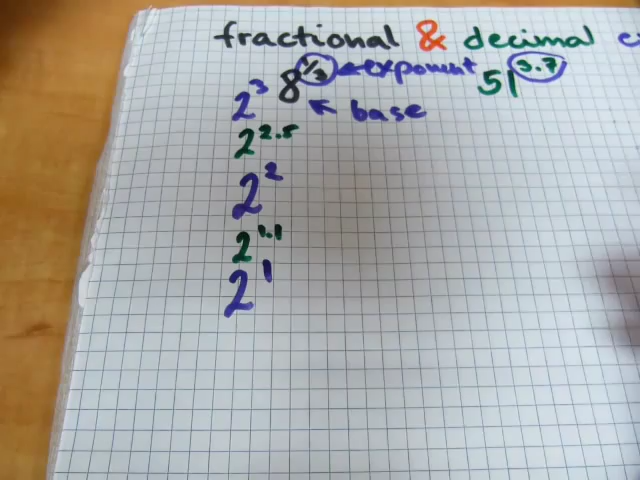 fractional & decimal
8^1/3 ←exponent 51^3.7
2^3 ↖ base
2^2.5
2^2
2^1.1
2^1